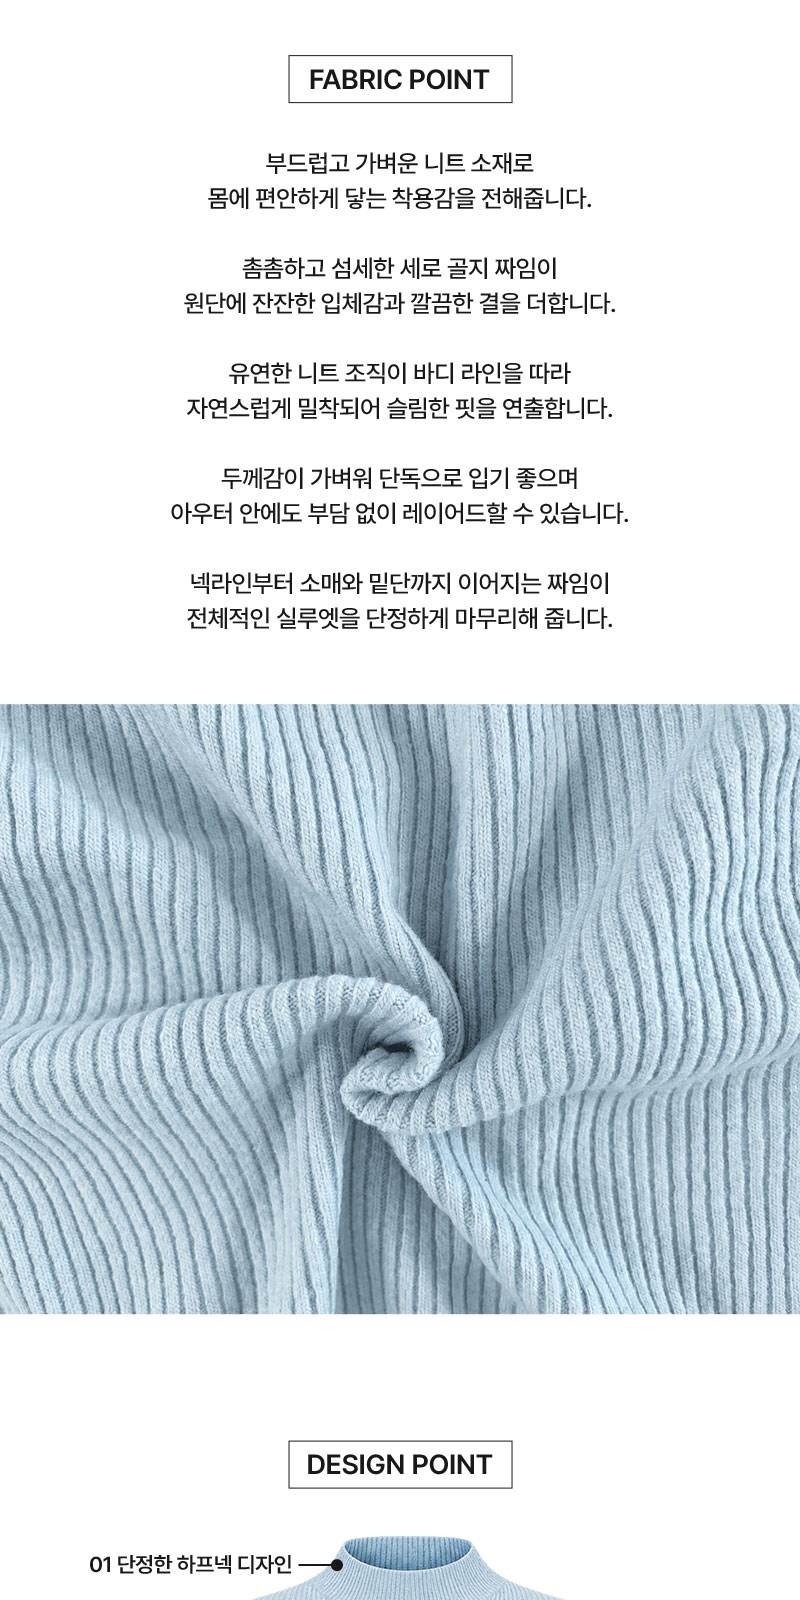 FABRIC POINT
부드럽고 가벼운 니트 소재로
몸에 편안하게 닿는 착용감을 전해줍니다.
촘촘하고 섬세한 세로 골지 짜임이
원단에 잔잔한 입체감과 깔끔한 결을 더합니다.
유연한 니트 조직이 바디 라인을 따라
자연스럽게 밀착되어 슬림한 핏을 연출합니다.
두께감이 가벼워 단독으로 입기 좋으며
아우터 안에도 부담 없이 레이어드할 수 있습니다.
넥라인부터 소매와 밑단까지 이어지는 짜임이
전체적인 실루엣을 단정하게 마무리해 줍니다.
DESIGN POINT
01 단정한 하프넥 디자인